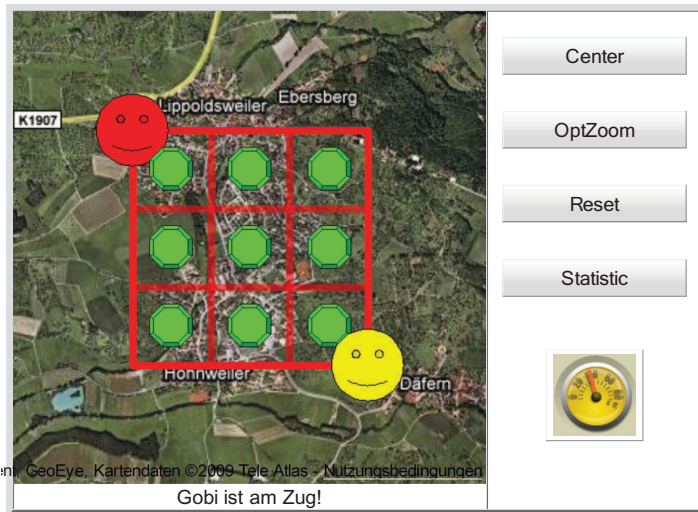 Lippoldsweiler
Ebersberg
K1907
Hohnweiler
Däfern
ent, GeoEye, Kartendaten ©2009 Tele Atlas - Nutzungsbedingungen
Gobi ist am Zug!
Center
OptZoom
Reset
Statistic